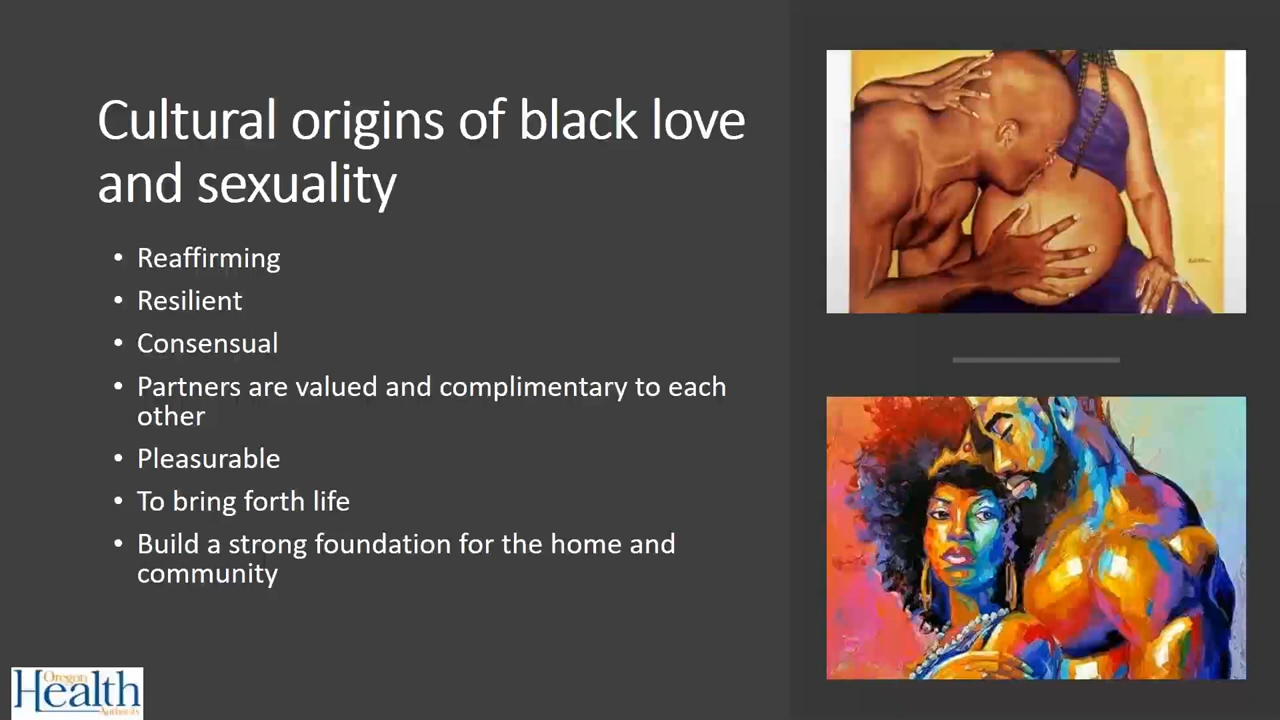 Cultural origins of black love
and sexuality
• Reaffirming
• Resilient
• Consensual
• Partners are valued and complimentary to each
other
• Pleasurable
• To bring forth life
• Build a strong foundation for the home and
community
Oregon
Health
Authority